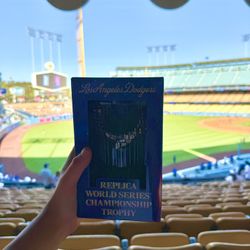 Los Angeles Dodgers
REPLICA
WORLD SERIES
CHAMPIONSHIP
TROPHY